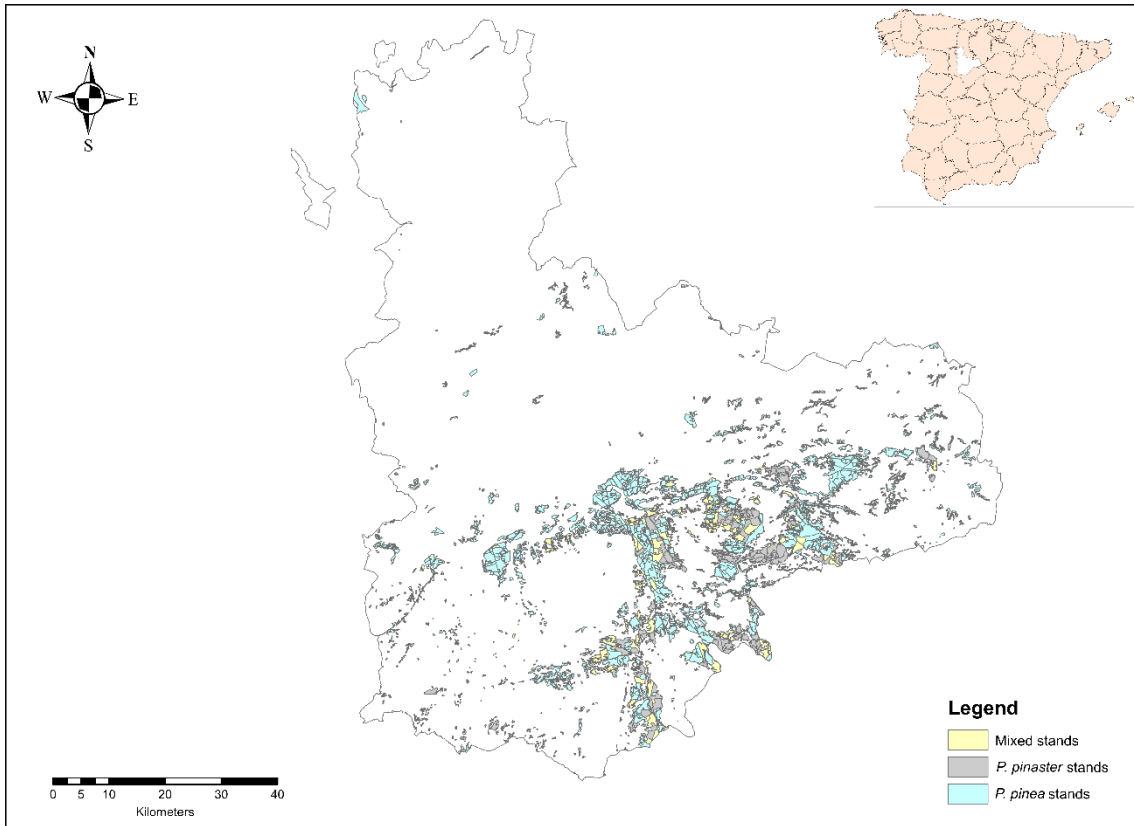 N
W E
S
Legend
Mixed stands
P. pinaster stands
P. pinea stands
0 5 10 20 30 40
Kilometers